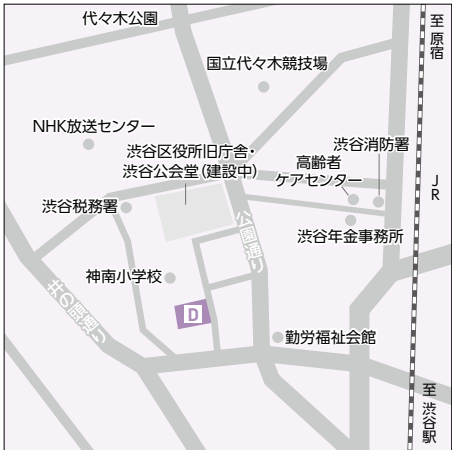 代々木公園
至 原宿
国立代々木競技場
NHK放送センター
渋谷区役所旧庁舎・
渋谷公会堂（建設中）
渋谷消防署
高齢者
ケアセンター
JR
渋谷税務署
公園通り
渋谷年金事務所
神南小学校
井の頭通り
D
勤労福祉会館
至 渋谷駅